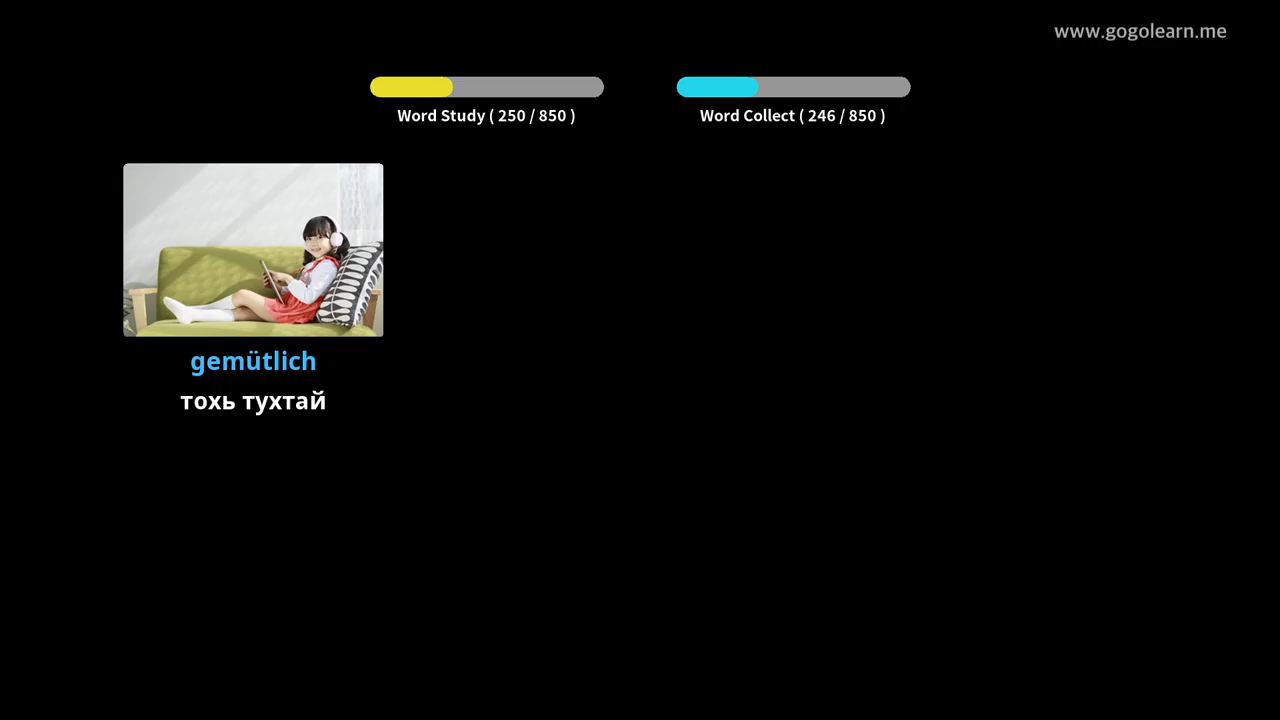 www.gogolearn.me
Word Study ( 250 / 850 )
Word Collect ( 246 / 850 )
gemütlich
тохь тухтай